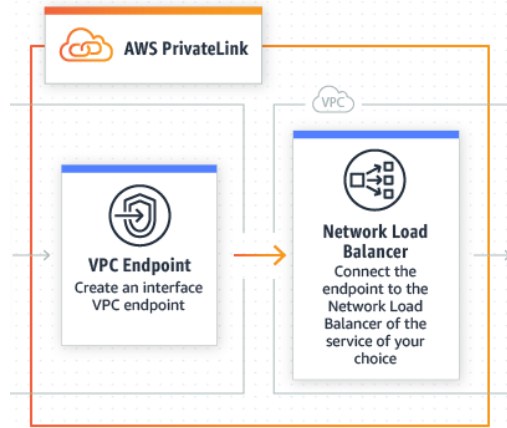 AWS PrivateLink
VPC
VPC Endpoint
Create an interface
VPC endpoint
Network Load
Balancer
Connect the
endpoint to the
Network Load
Balancer of the
service of your
choice